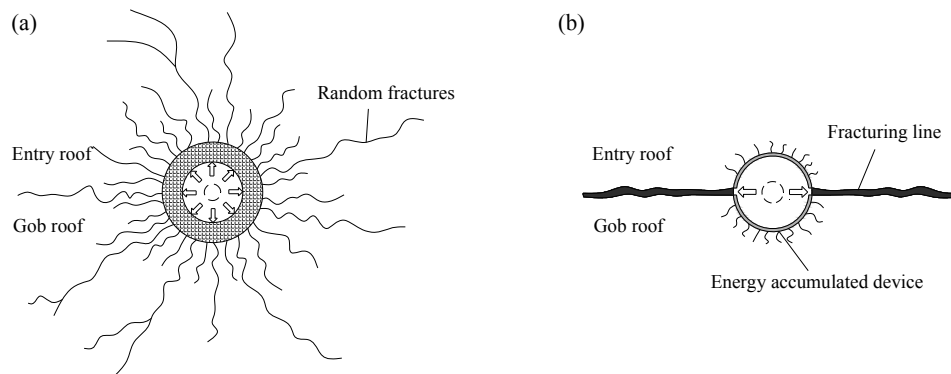 (a)
Random fractures
Entry roof
Gob roof
(b)
Fracturing line
Entry roof
Gob roof
Energy accumulated device